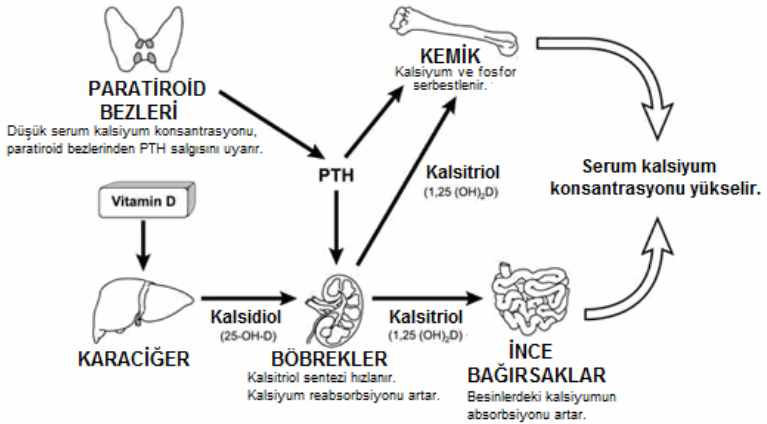 PARATİROİD
BEZLERİ
Düşük serum kalsiyum konsantrasyonu,
paratiroid bezlerinden PTH salgısını uyarır.
KEMİK
Kalsiyum ve fosfor
serbestlenir.
PTH
Kalsitriol
(1,25 (OH)₂D)
Serum kalsiyum
konsantrasyonu yükselir.
Vitamin D
KARACİĞER
Kalsidiol
(25-OH-D)
BÖBREKLER
Kalsitriol sentezi hızlanır.
Kalsiyum reabsorbsiyonu artar.
Kalsitriol
(1,25 (OH)₂D)
İNCE
BAĞIRSAKLAR
Besinlerdeki kalsiyumun
absorbsiyonu artar.